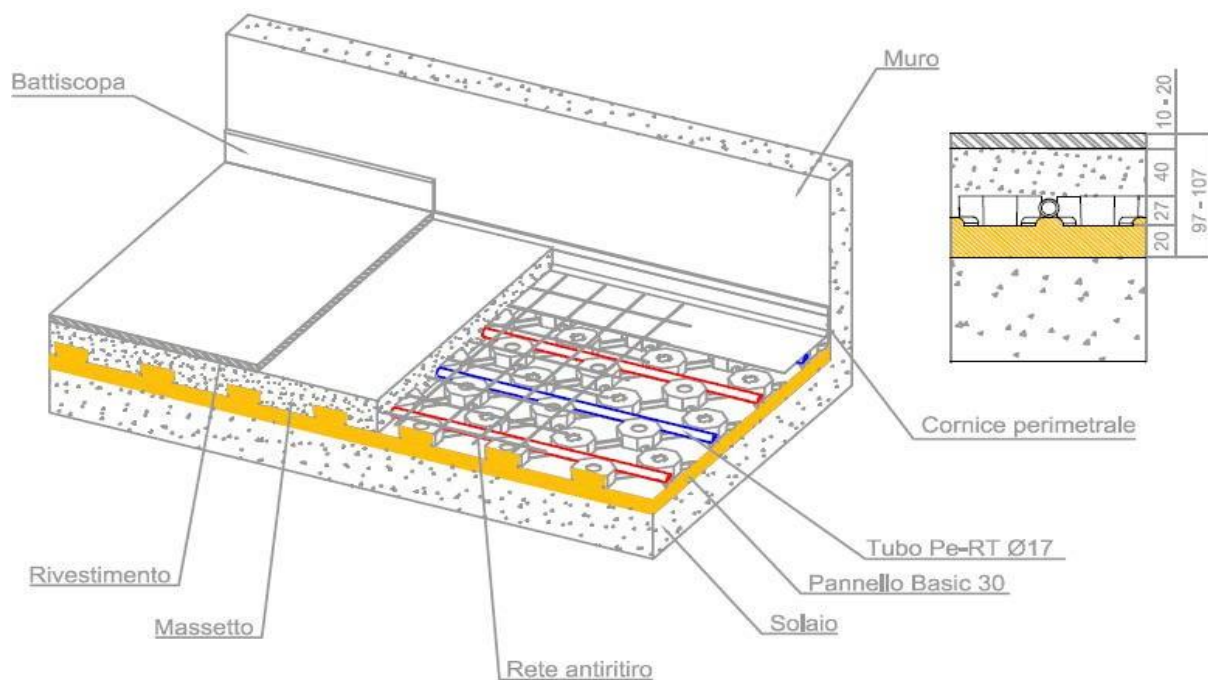 Battiscopa
Muro
10-20
40
27
20
97-107
Cornice perimetrale
Tubo Pe-RT Ø17
Pannello Basic 30
Solaio
Rivestimento
Massetto
Rete antiritiro